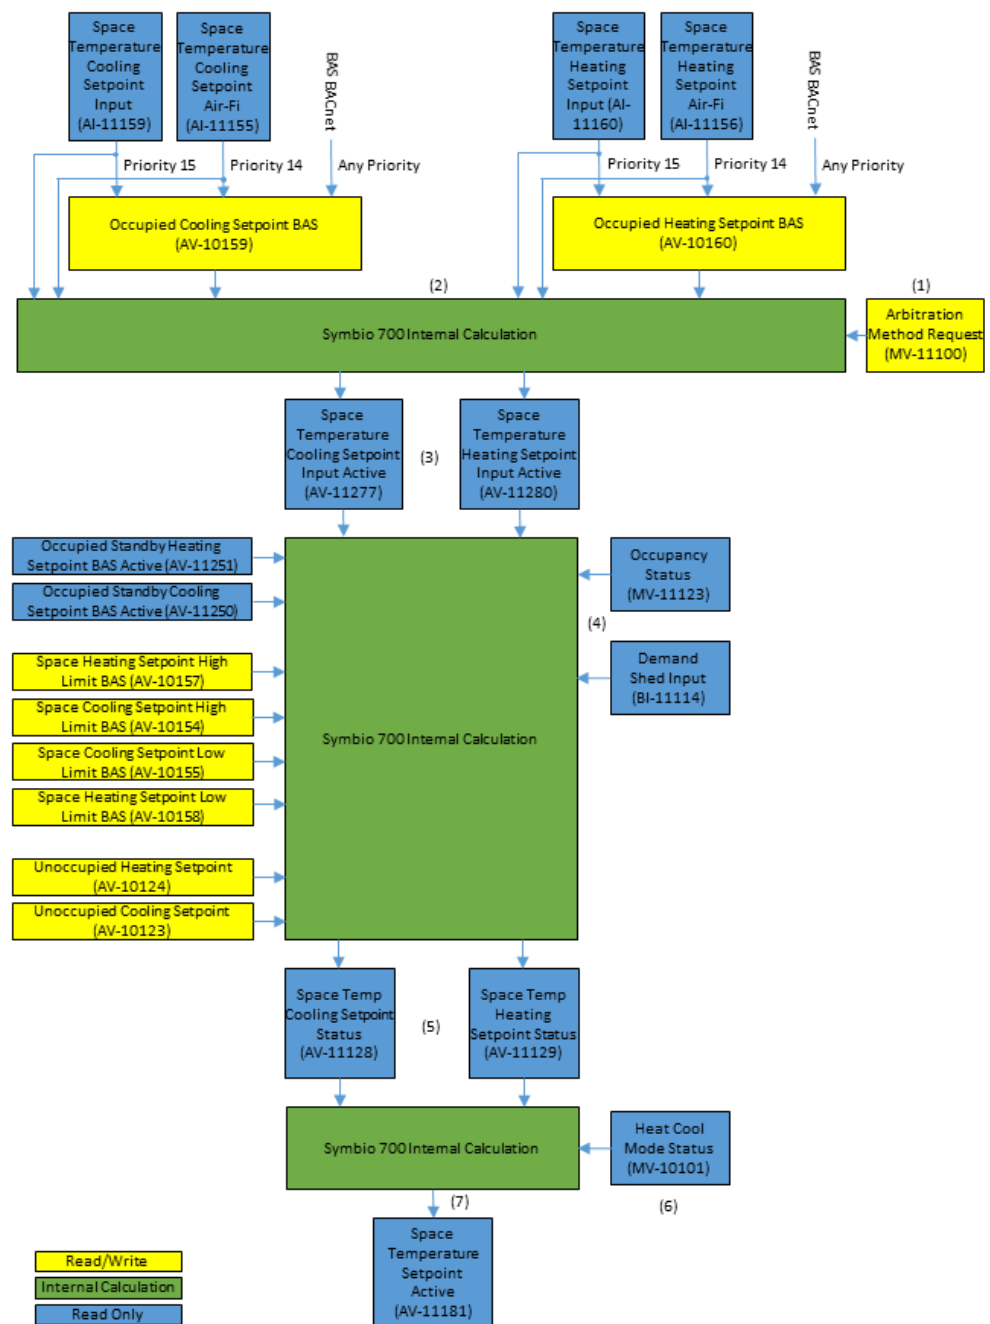 Space
Temperature
Cooling
Setpoint
Input
(AI-11159)
Space
Temperature
Cooling
Setpoint
Air-Fi
(AI-11155)
BAS BACnet
Space
Temperature
Heating
Setpoint
Input (AI-
11160)
Space
Temperature
Heating
Setpoint
Air-Fi
(AI-11156)
BAS BACnet
Priority 15
Priority 14
Any Priority
Priority 15
Priority 14
Any Priority
Occupied Cooling Setpoint BAS
(AV-10159)
Occupied Heating Setpoint BAS
(AV-10160)
(2)
(1)
Symbio 700 Internal Calculation
Arbitration
Method Request
(MV-11100)
Space
Temperature
Cooling Setpoint
Input Active
(AV-11277)
(3)
Space
Temperature
Heating Setpoint
Input Active
(AV-11280)
Occupied Standby Heating
Setpoint BAS Active (AV-11251)
Occupied Standby Cooling
Setpoint BAS Active (AV-11250)
Space Heating Setpoint High
Limit BAS (AV-10157)
Space Cooling Setpoint High
Limit BAS (AV-10154)
Space Cooling Setpoint Low
Limit BAS (AV-10155)
Space Heating Setpoint Low
Limit BAS (AV-10158)
Unoccupied Heating Setpoint
(AV-10124)
Unoccupied Cooling Setpoint
(AV-10123)
Symbio 700 Internal Calculation
Occupancy
Status
(MV-11123)
(4)
Demand
Shed Input
(BI-11114)
Space Temp
Cooling Setpoint
Status
(AV-11128)
(5)
Space Temp
Heating
Setpoint Status
(AV-11129)
Symbio 700 Internal Calculation
Heat Cool
Mode Status
(MV-10101)
(6)
(7)
Space
Temperature
Setpoint
Active
(AV-11181)
Read/Write
Internal Calculation
Read Only